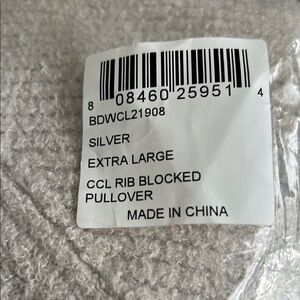 8 08460 25951 4
BDWCL21908
SILVER
EXTRA LARGE
CCL RIB BLOCKED
PULLOVER
MADE IN CHINA